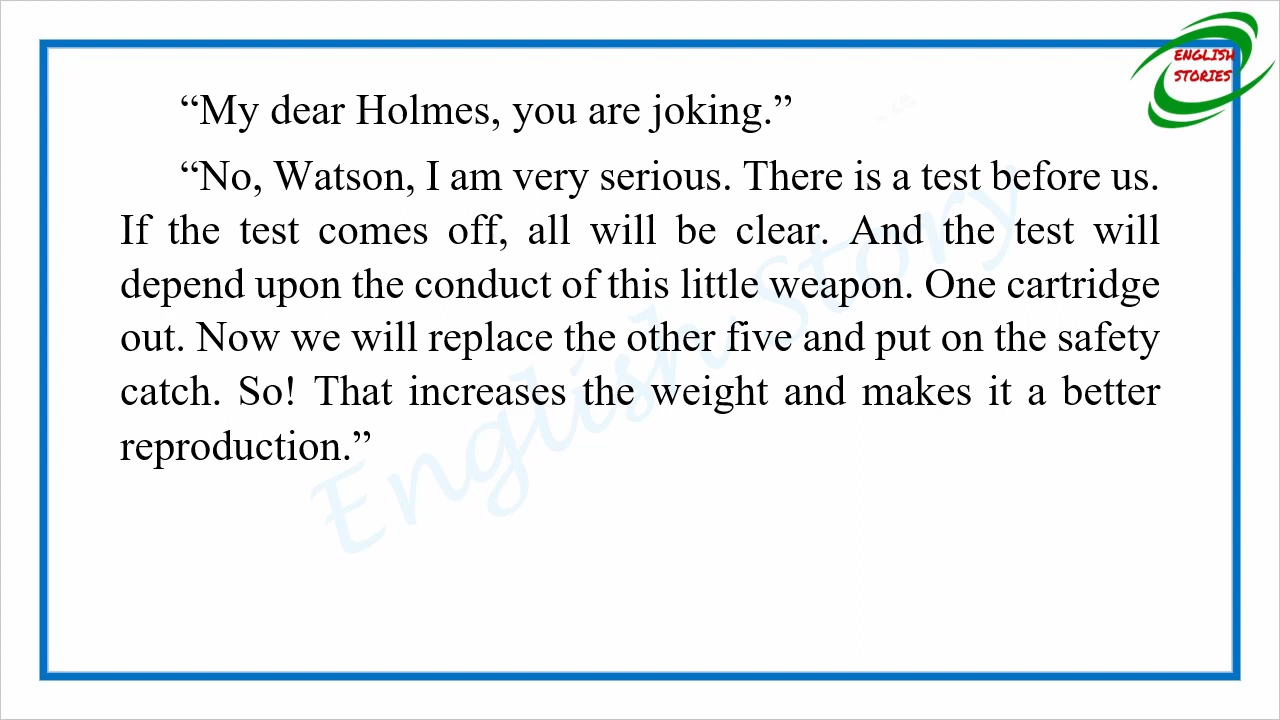 ENGLISH
STORIES
“My dear Holmes, you are joking.”
“No, Watson, I am very serious. There is a test before us.
If the test comes off, all will be clear. And the test will
depend upon the conduct of this little weapon. One cartridge
out. Now we will replace the other five and put on the safety
catch. So! That increases the weight and makes it a better
reproduction.”
English Story